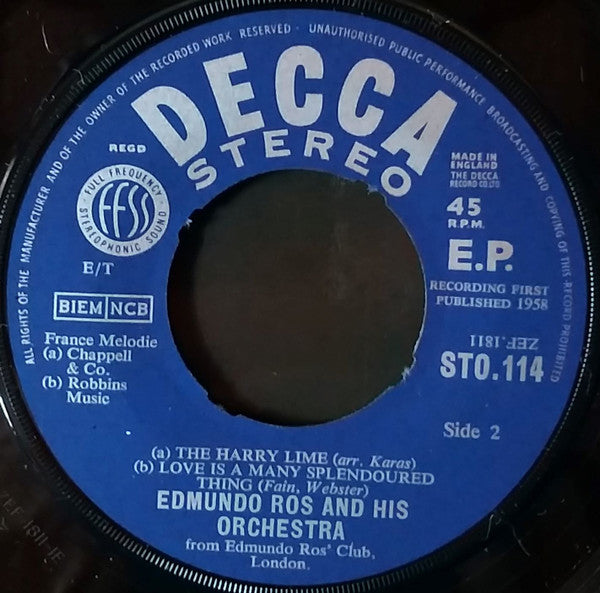 ALL RIGHTS OF THE MANUFACTURER AND OF THE OWNER OF THE RECORDED WORK RESERVED - UNAUTHORISED PUBLIC PERFORMANCE BROADCASTING AND COPYING OF THIS RECORD PROHIBITED
DECCA
STEREO
REGD
FULL FREQUENCY
FFSS
STEREOPHONIC SOUND
E/T
BIEM NCB
France Melodie
(a) Chappell
& Co.
(b) Robbins
Music
MADE IN
ENGLAND
THE DECCA
RECORD CO. LTD
45
R.P.M.
E.P.
RECORDING FIRST
PUBLISHED 1958
ZEF.1811
STO.114
Side 2
(a) THE HARRY LIME (arr. Karas)
(b) LOVE IS A MANY SPLENDOURED
THING (Fain, Webster)
EDMUNDO ROS AND HIS
ORCHESTRA
from Edmundo Ros' Club,
London.
ZEF 1811-1E